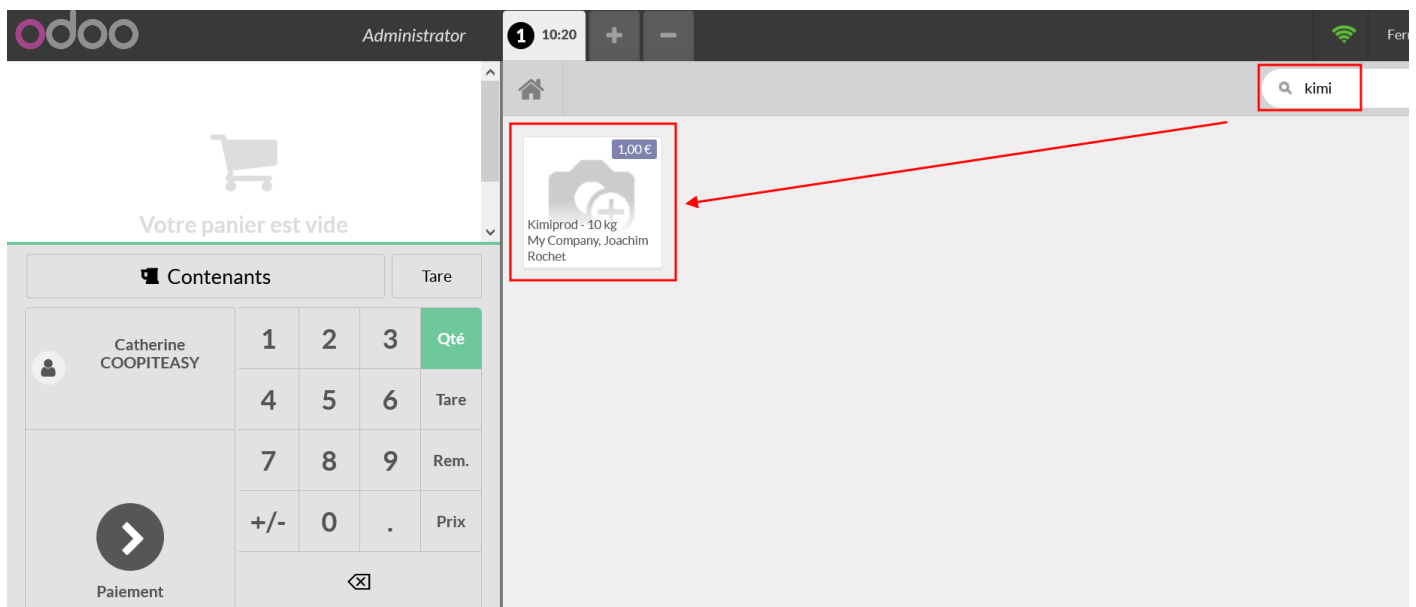 odoo
Administrator
1 10:20
Fer
kimi
Votre panier est vide
1,00 €
Kimiprod - 10 kg
My Company, Joachim
Rochet
Contenants
Tare
Catherine
COOPITEASY
1 2 3 Qté
4 5 6 Tare
7 8 9 Rem.
+/- 0 . Prix
Paiement